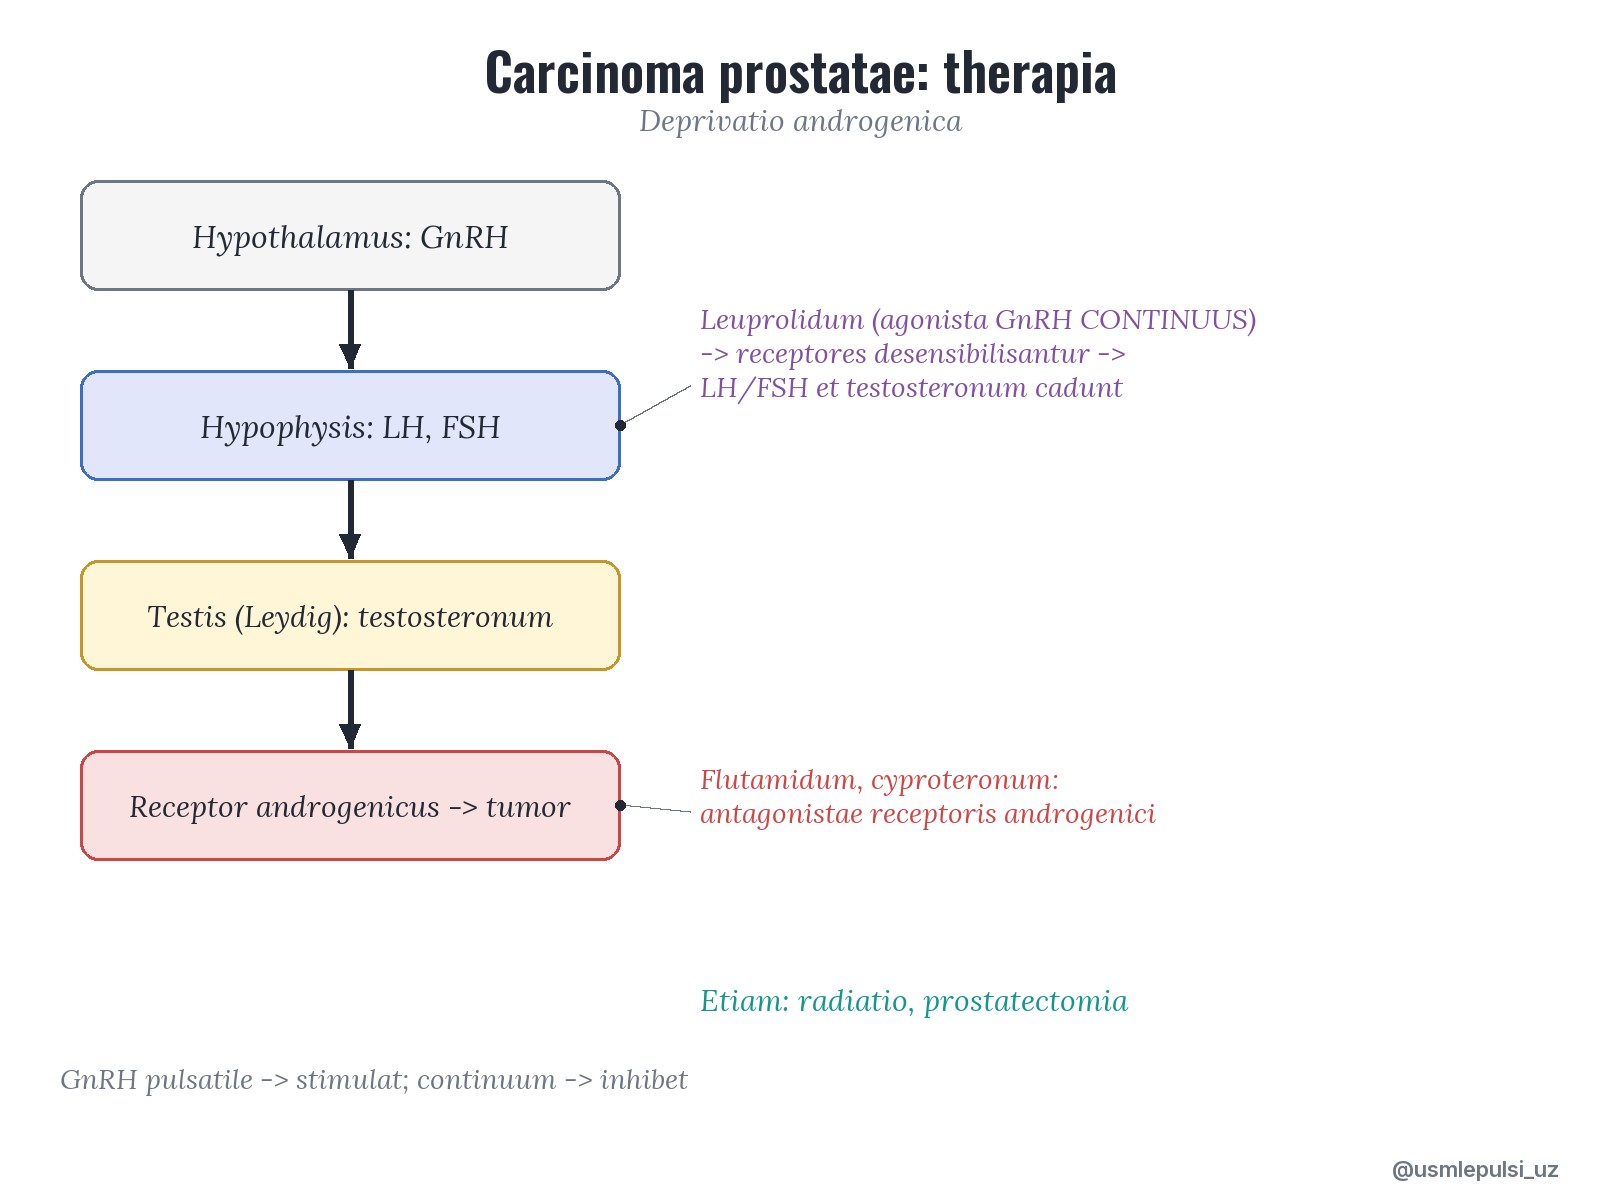 Carcinoma prostatae: therapia
Deprivatio androgenica
Hypothalamus: GnRH
Leuprolidum (agonista GnRH CONTINUUS)
-> receptores desensibilisantur ->
LH/FSH et testosteronum cadunt
Hypophysis: LH, FSH
Testis (Leydig): testosteronum
Receptor androgenicus -> tumor
Flutamidum, cyproteronum:
antagonistae receptoris androgenici
Etiam: radiatio, prostatectomia
GnRH pulsatile -> stimulat; continuum -> inhibet
@usmlepulsi_uz